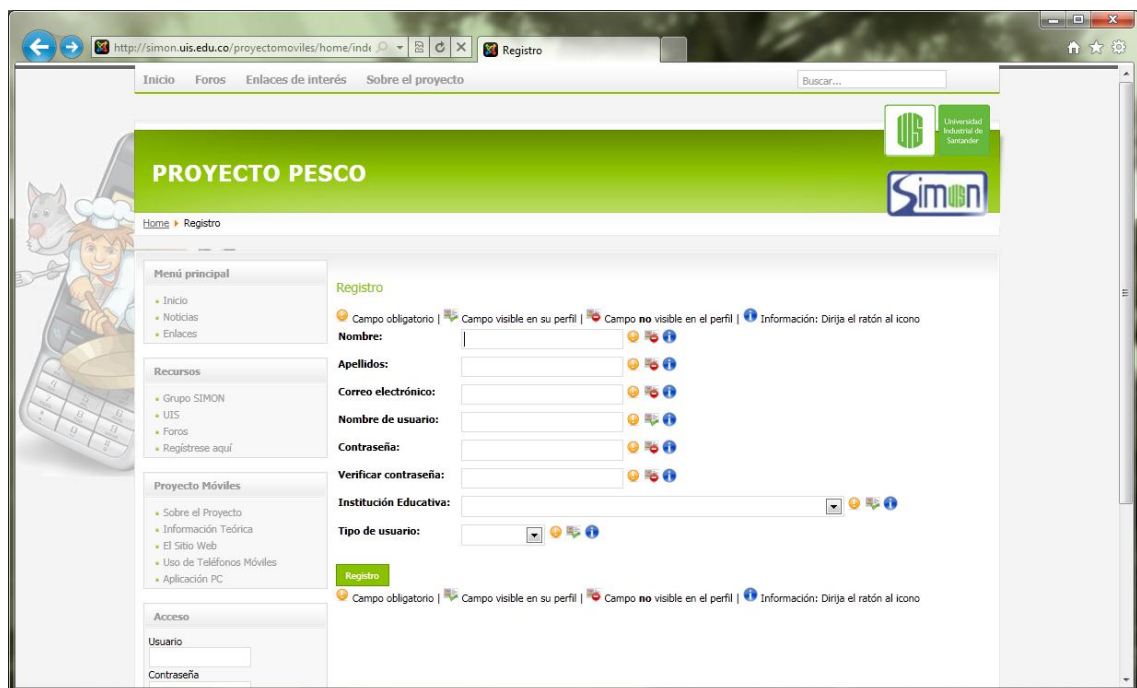 http://simon.uis.edu.co/proyectomoviles/home/inde
Registro
Inicio Foros Enlaces de interés Sobre el proyecto
Buscar...
UIS
Universidad
Industrial de
Santander
PROYECTO PESCO
Simon
Home Registro
Menú principal
Inicio
Noticias
Enlaces
Recursos
Grupo SIMON
UIS
Foros
Regístrese aquí
Proyecto Móviles
Sobre el Proyecto
Información Teórica
El Sitio Web
Uso de Teléfonos Móviles
Aplicación PC
Acceso
Usuario
Contraseña
Registro
Campo obligatorio | Campo visible en su perfil | Campo no visible en el perfil | Información: Dirija el ratón al icono
Nombre:
Apellidos:
Correo electrónico:
Nombre de usuario:
Contraseña:
Verificar contraseña:
Institución Educativa:
Tipo de usuario:
Registro
Campo obligatorio | Campo visible en su perfil | Campo no visible en el perfil | Información: Dirija el ratón al icono